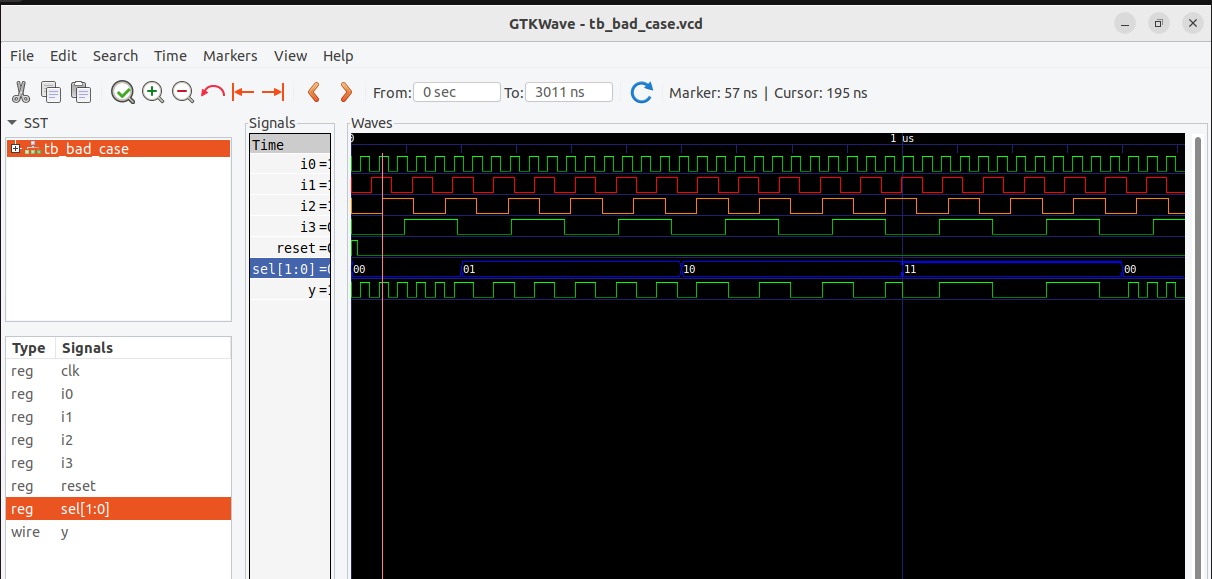 GTKWave - tb_bad_case.vcd
File Edit Search Time Markers View Help
From: 0 sec To: 3011 ns Marker: 57 ns | Cursor: 195 ns
SST
tb_bad_case
Type Signals
reg clk
reg i0
reg i1
reg i2
reg i3
reg reset
reg sel[1:0]
wire y
Signals
Time
i0 =1
i1 =1
i2 =1
i3 =0
reset =0
sel[1:0] =0
y =1
Waves
0 1 us
00 01 10 11 00